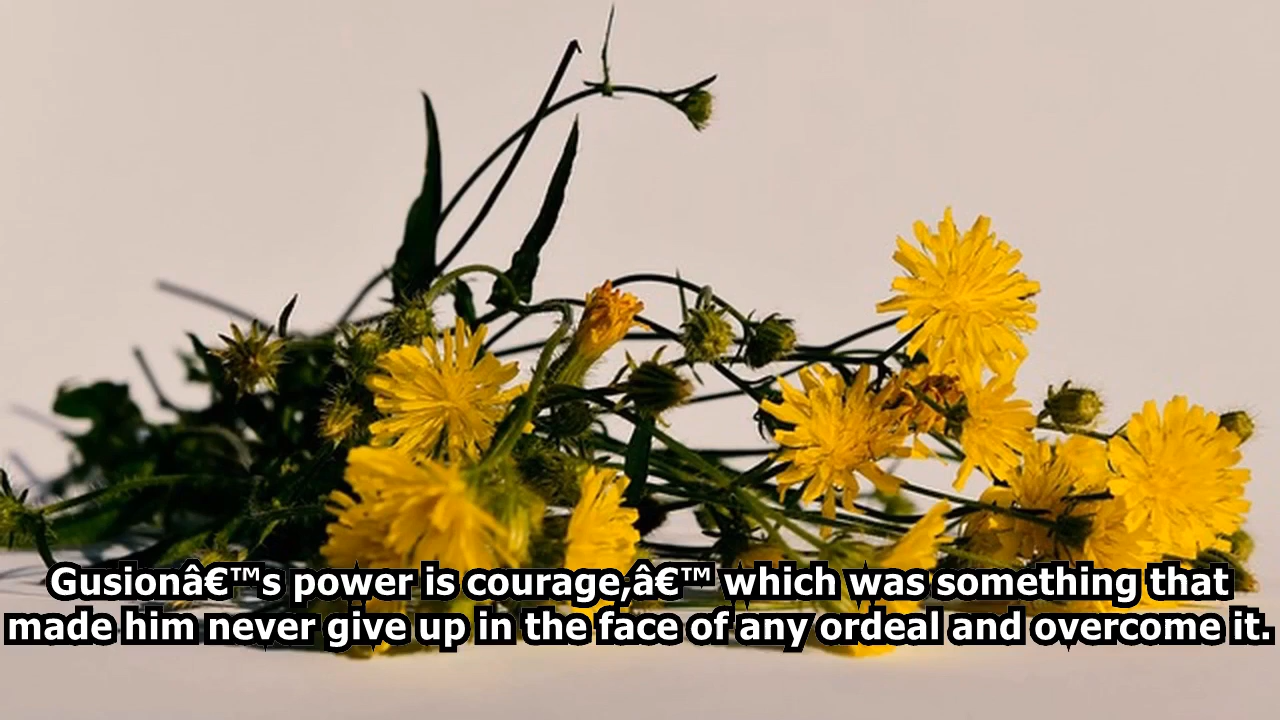 Gusionâ€™s power is courage,â€™ which was something that
made him never give up in the face of any ordeal and overcome it.